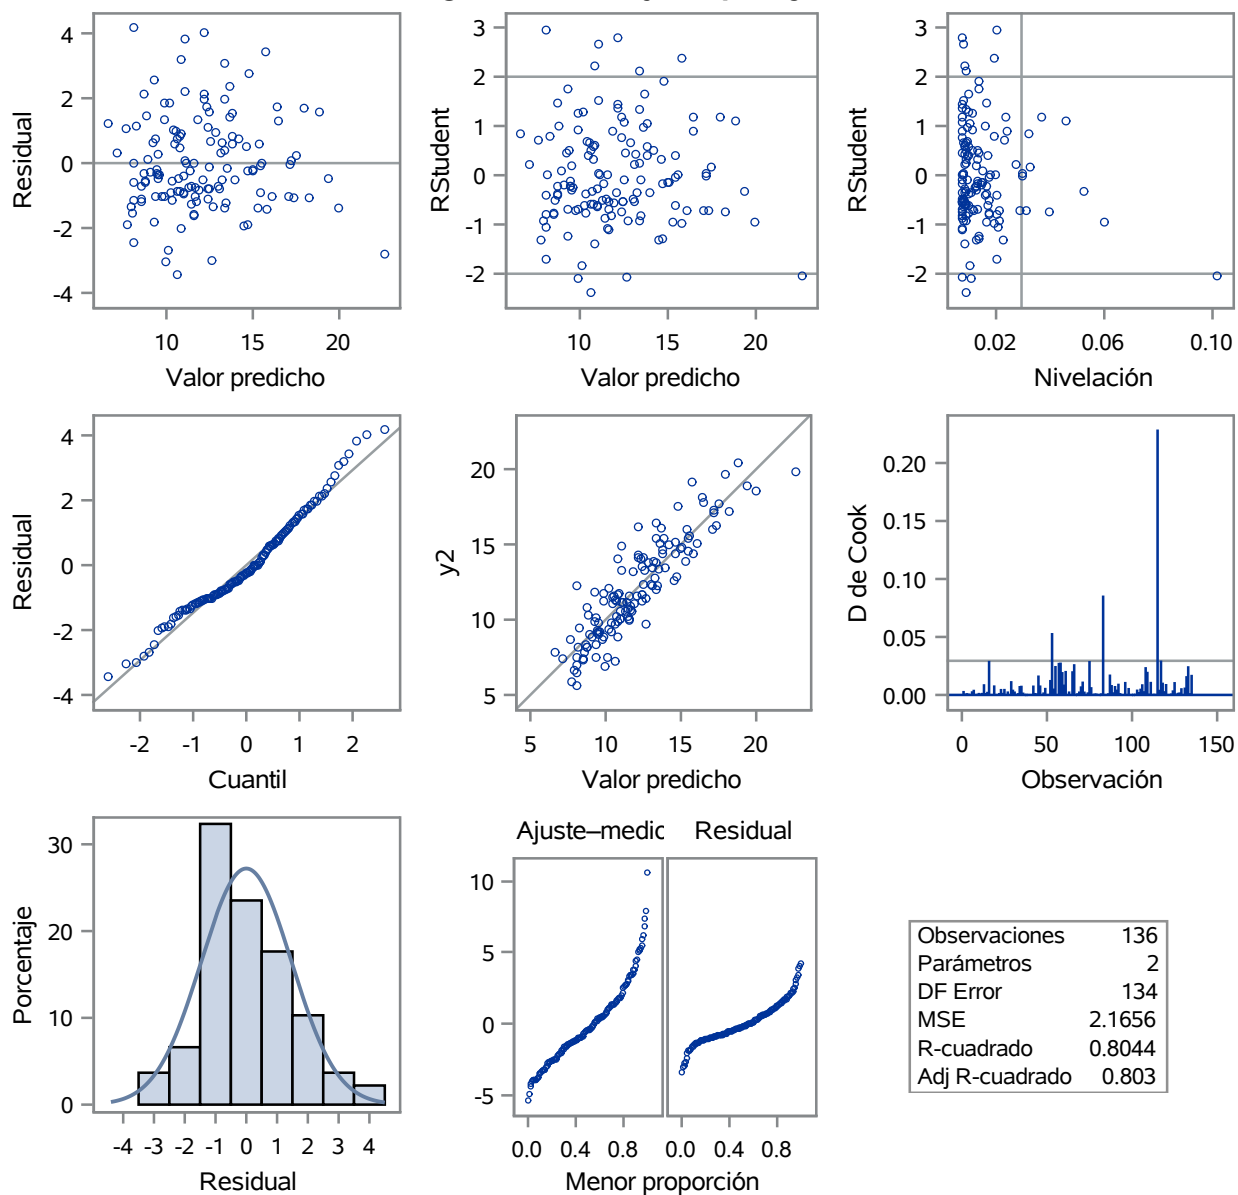 4
2
0
-2
-4
Residual
10
15
20
Valor predicho
3
2
1
0
-1
-2
RStudent
10
15
20
Valor predicho
3
2
1
0
-1
-2
RStudent
0.02
0.06
0.10
Nivelación
4
2
0
-2
-4
Residual
-2
-1
0
1
2
Cuantil
20
15
10
5
y2
5
10
15
20
Valor predicho
0.20
0.15
0.10
0.05
0.00
D de Cook
0
50
100
150
Observación
30
20
10
0
Porcentaje
-4 -3 -2 -1 0 1 2 3 4
Residual
Ajuste–medic
Residual
10
5
0
-5
0.0 0.4 0.8
0.0 0.4 0.8
Menor proporción
Observaciones 136
Parámetros 2
DF Error 134
MSE 2.1656
R-cuadrado 0.8044
Adj R-cuadrado 0.803